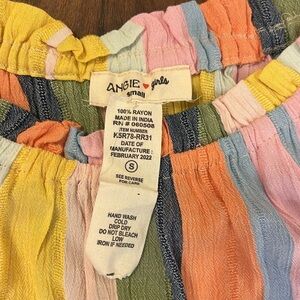 ANGIE ♥ girls
small
100% RAYON
MADE IN INDIA
RN # 060508
ITEM NUMBER
K5R78-RR31
DATE OF
MANUFACTURE:
FEBRUARY 2022
S
SEE REVERSE
FOR CARE
HAND WASH
COLD
DRIP DRY
DO NOT BLEACH
LOW
IRON IF NEEDED